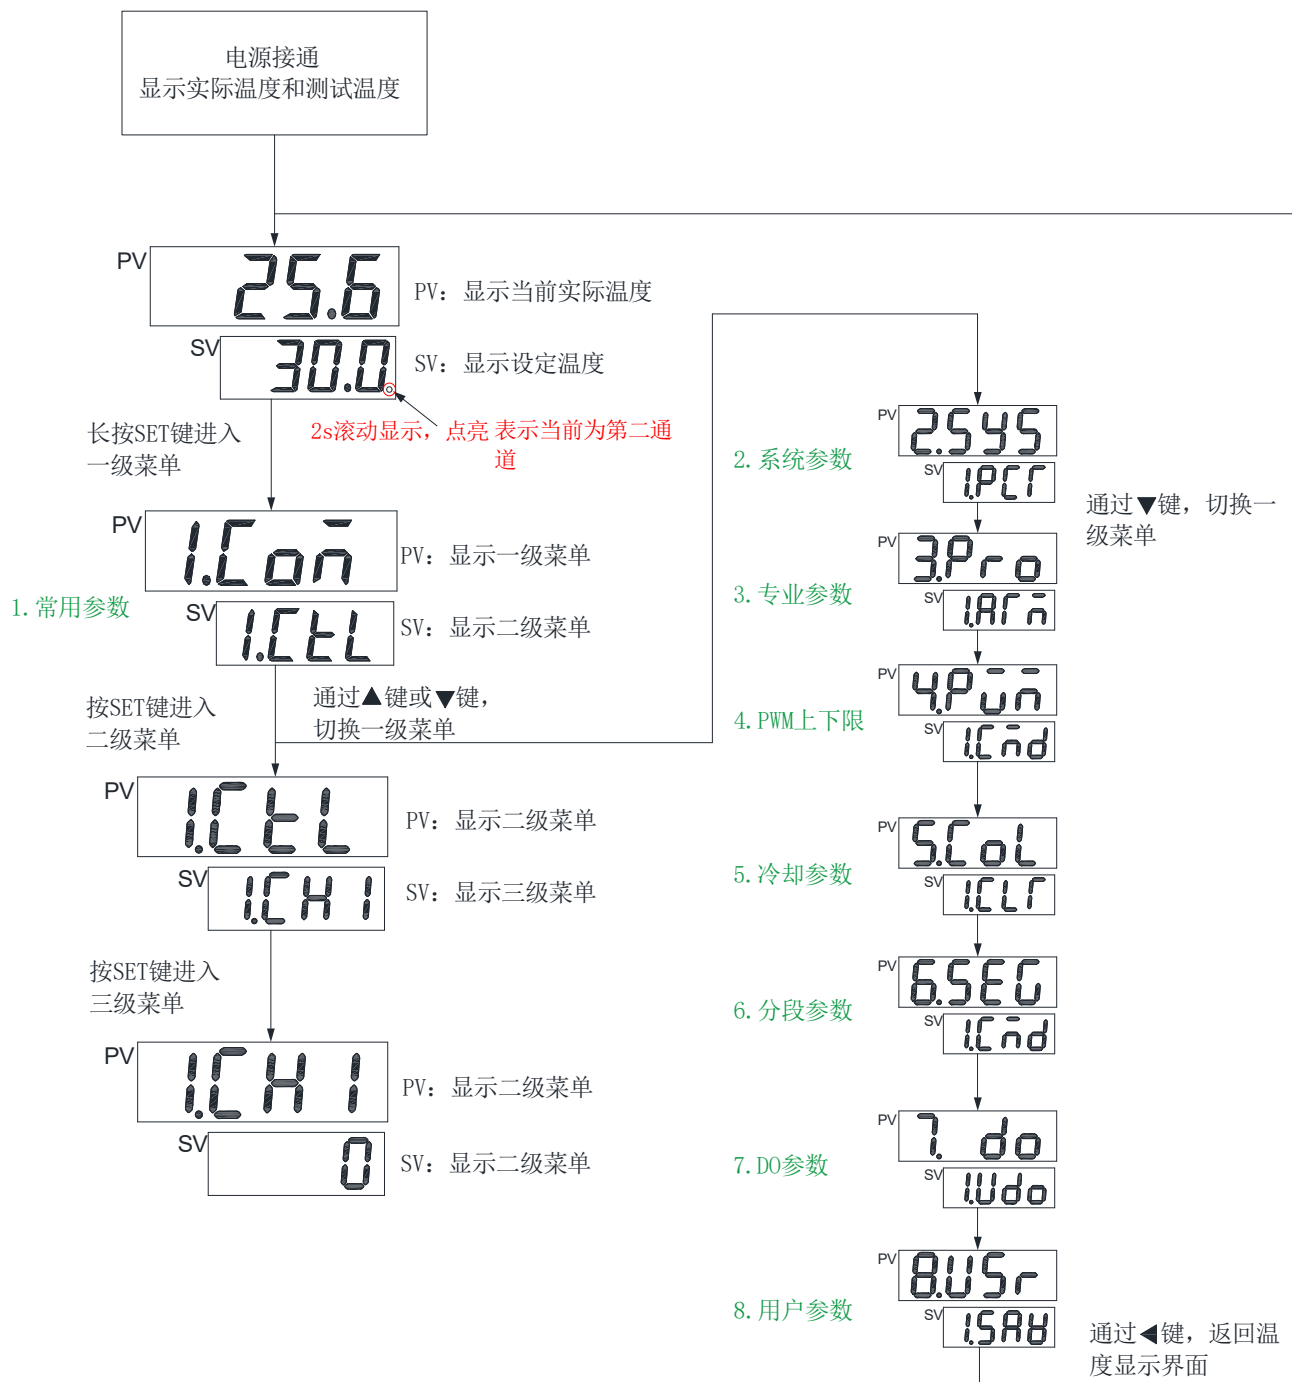 电源接通
显示实际温度和测试温度
PV
25.6
PV: 显示当前实际温度
SV
30.0
SV: 显示设定温度
2s滚动显示, 点亮 表示当前为第二通
道
长按SET键进入
一级菜单
PV
1.Com
PV: 显示一级菜单
1.常用参数
SV
1.CtL
SV: 显示二级菜单
按SET键进入
二级菜单
通过▲键或▼键,
切换一级菜单
PV
1.CtL
PV: 显示二级菜单
SV
1.CH1
SV: 显示三级菜单
按SET键进入
三级菜单
PV
1.CH1
PV: 显示二级菜单
SV
0
SV: 显示二级菜单
PV
2.SYS
2.系统参数
SV
1.PCT
通过▼键, 切换一
级菜单
PV
3.Pro
3.专业参数
SV
PV
4.PWM上下限
SV
1.Cmd
PV
5.CoL
5.冷却参数
SV
1.CLT
PV
6.SEG
6.分段参数
SV
1.Cmd
PV
7. do
7.DO参数
SV
1.Udo
PV
8.USr
8.用户参数
SV
通过◀键, 返回温
度显示界面